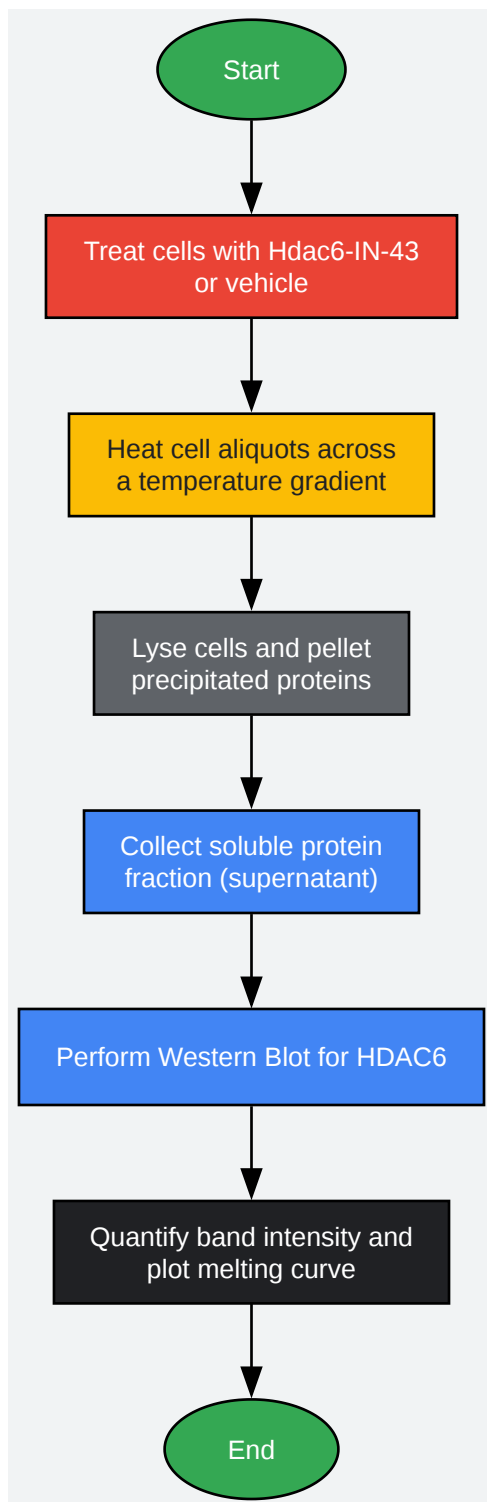 Start
Treat cells with Hdac6-IN-43
or vehicle
Heat cell aliquots across
a temperature gradient
Lyse cells and pellet
precipitated proteins
Collect soluble protein
fraction (supernatant)
Perform Western Blot for HDAC6
Quantify band intensity and
plot melting curve
End